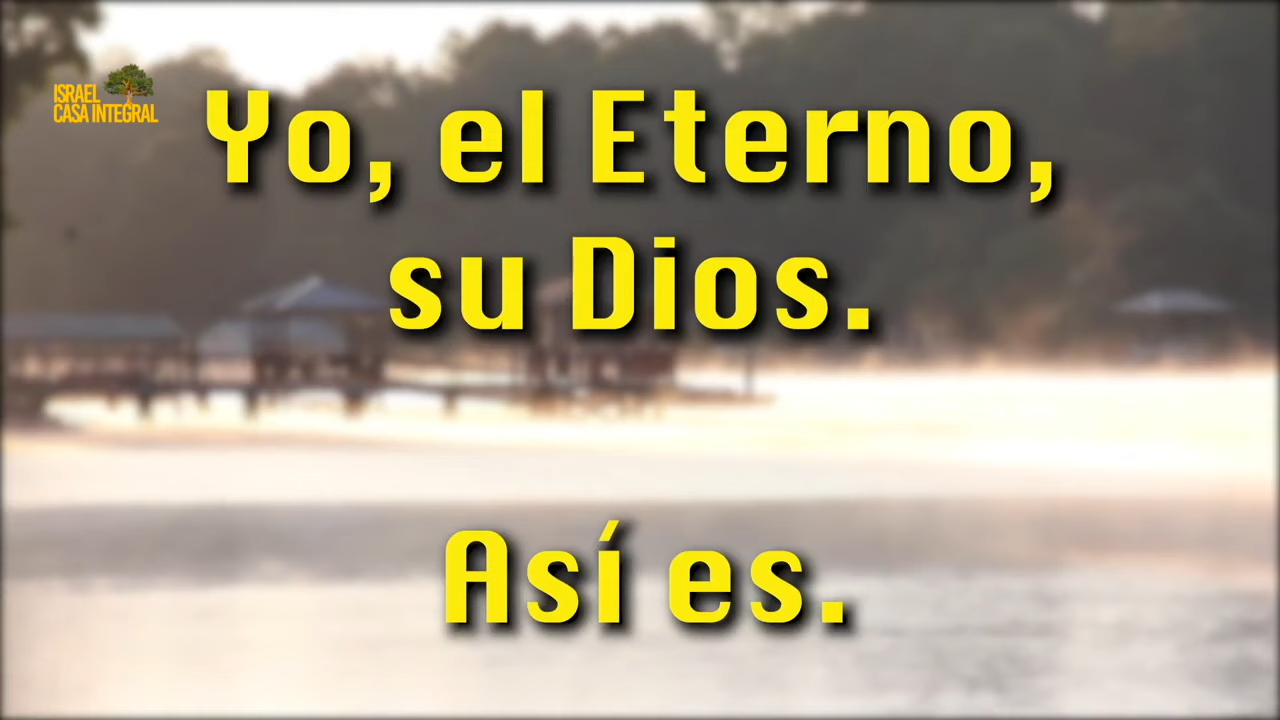 ISRAEL
CASA INTEGRAL
Yo, el Eterno,
su Dios.
Así es.